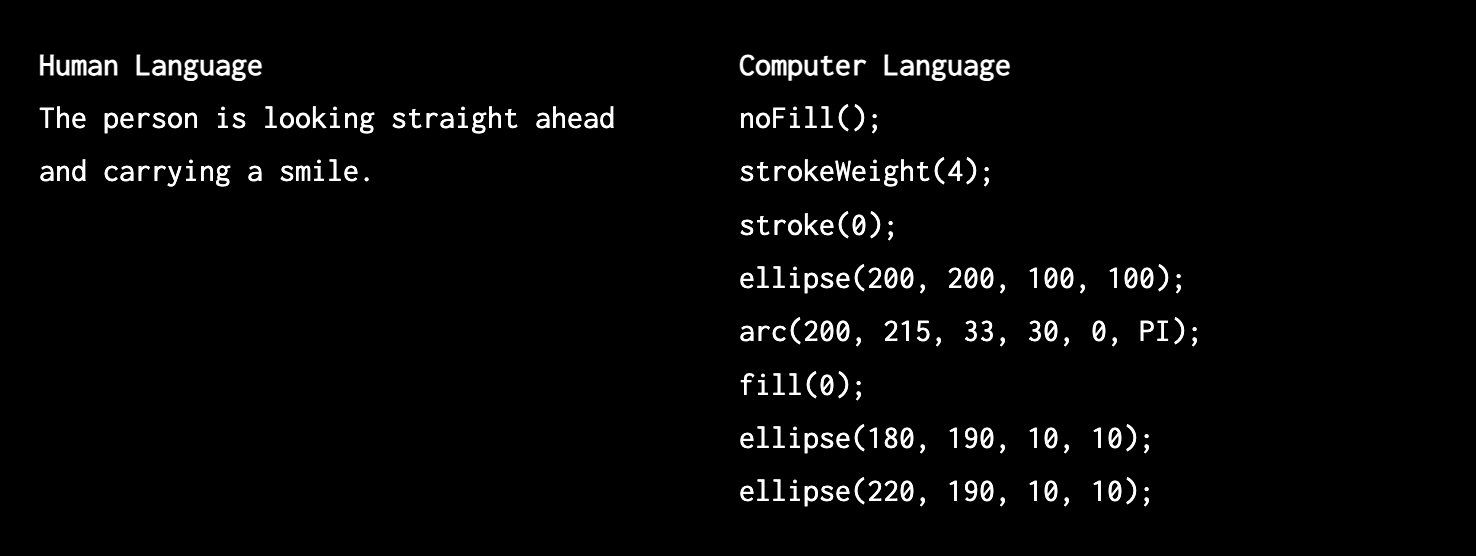 Human Language
The person is looking straight ahead
and carrying a smile.
Computer Language
noFill();
strokeWeight(4);
stroke(0);
ellipse(200, 200, 100, 100);
arc(200, 215, 33, 30, 0, PI);
fill(0);
ellipse(180, 190, 10, 10);
ellipse(220, 190, 10, 10);